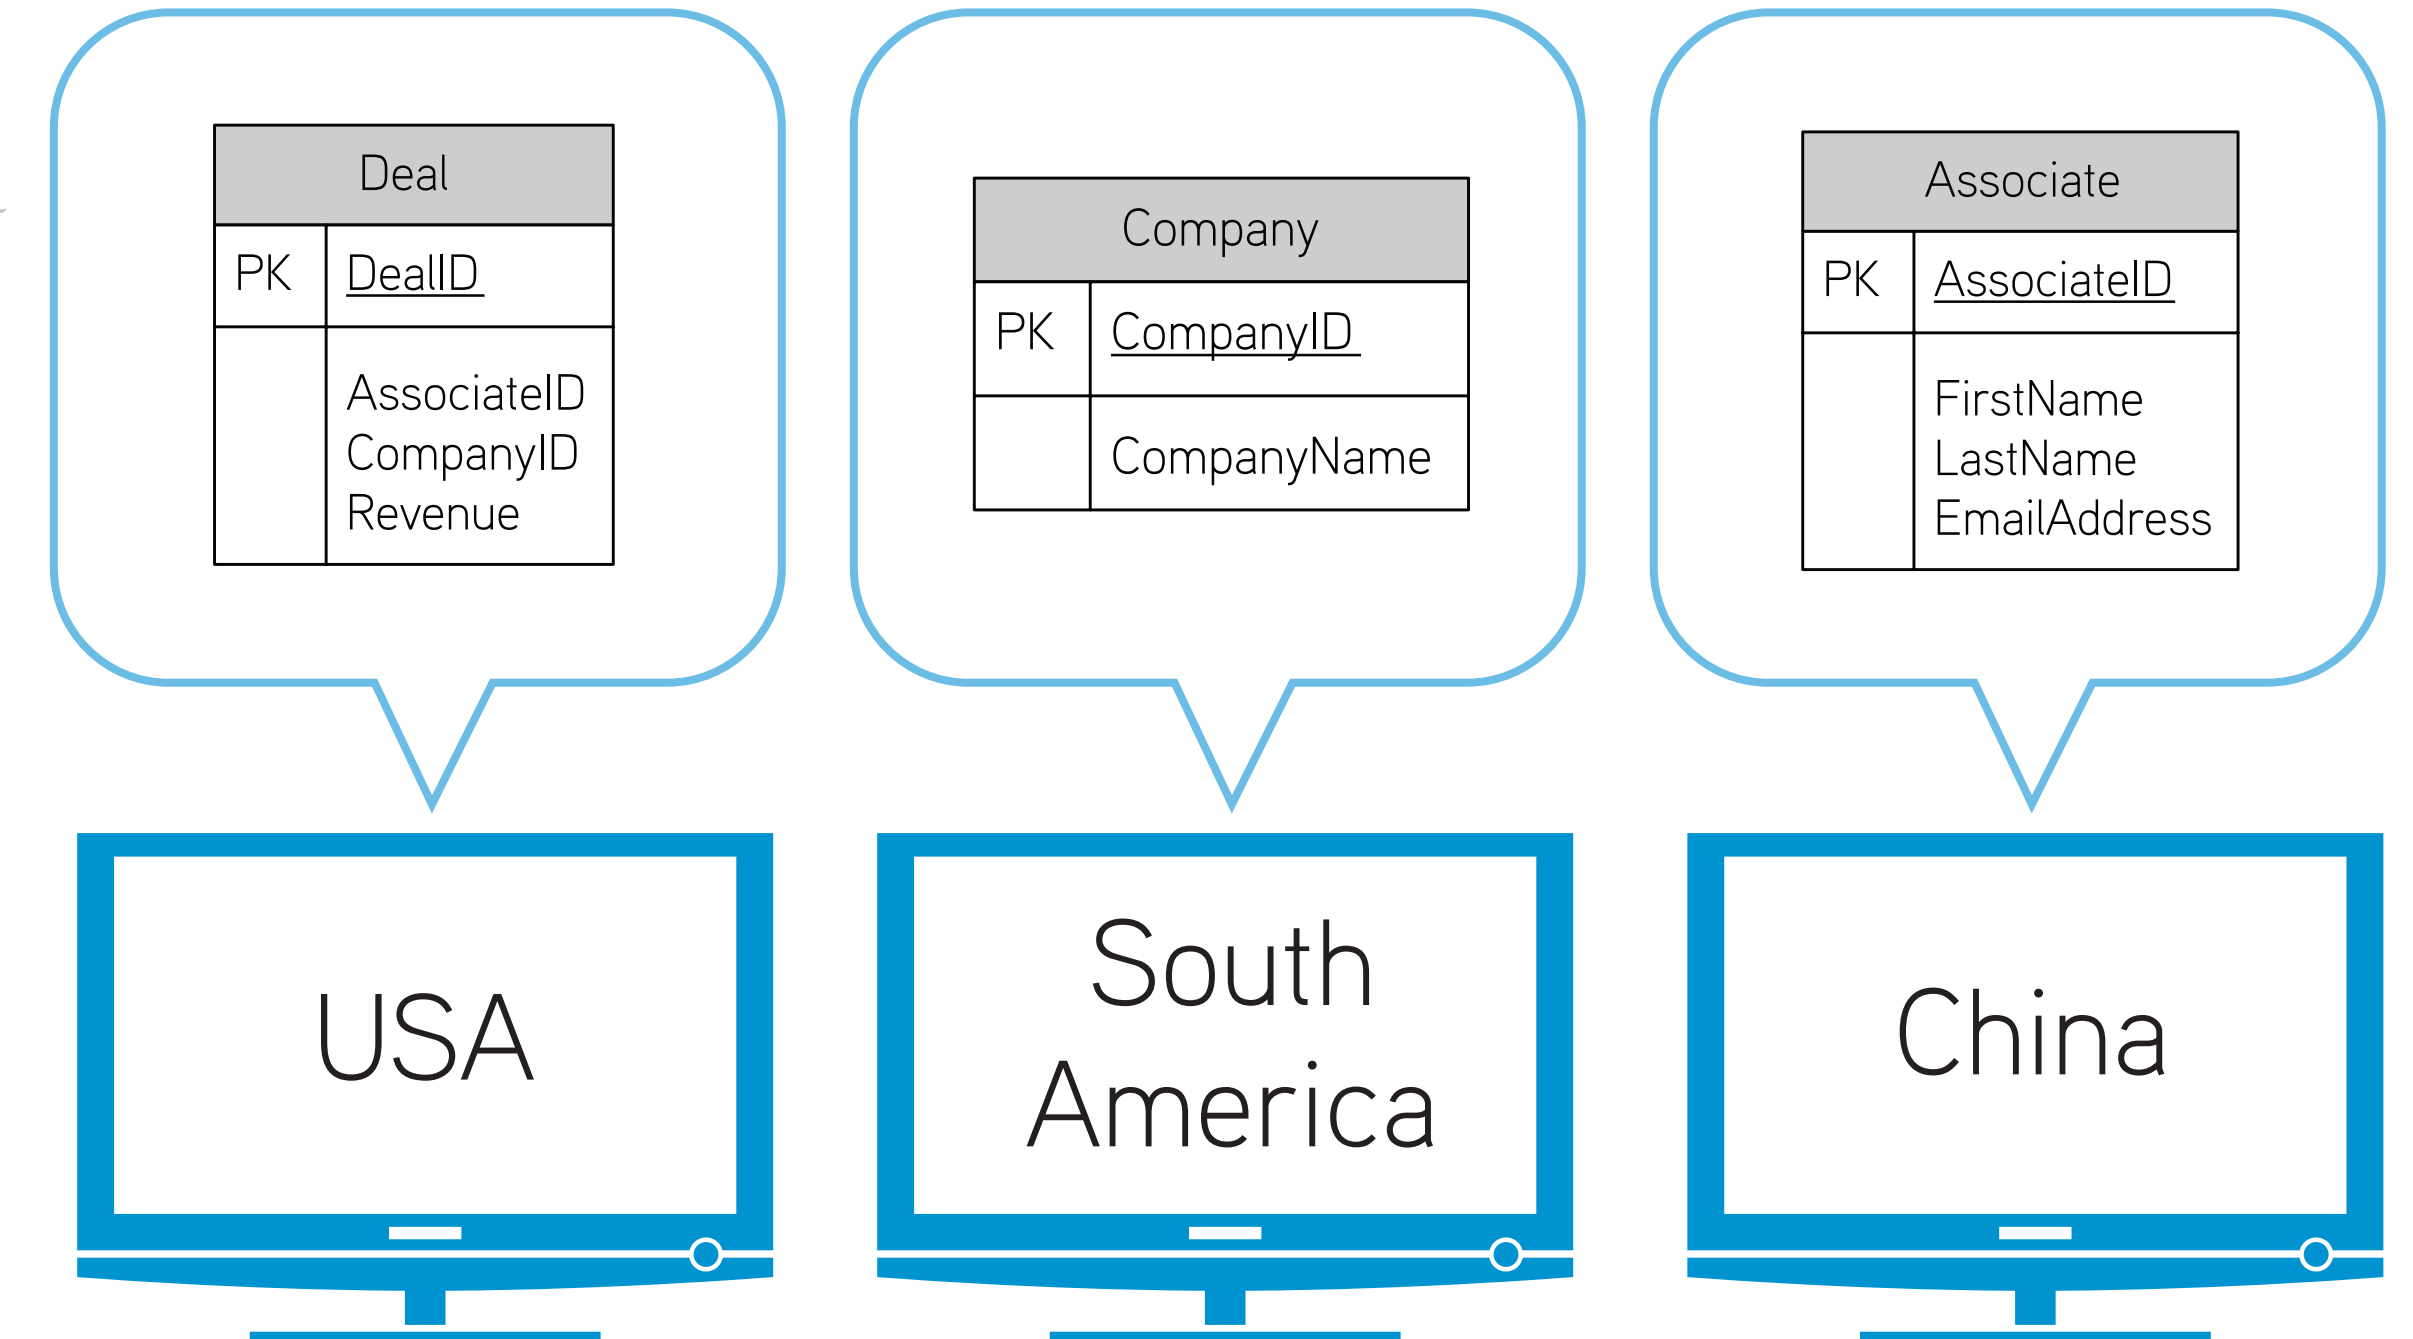 Deal
PK DealID
AssociateID
CompanyID
Revenue
Company
PK CompanyID
CompanyName
Associate
PK AssociateID
FirstName
LastName
EmailAddress
USA
South
America
China